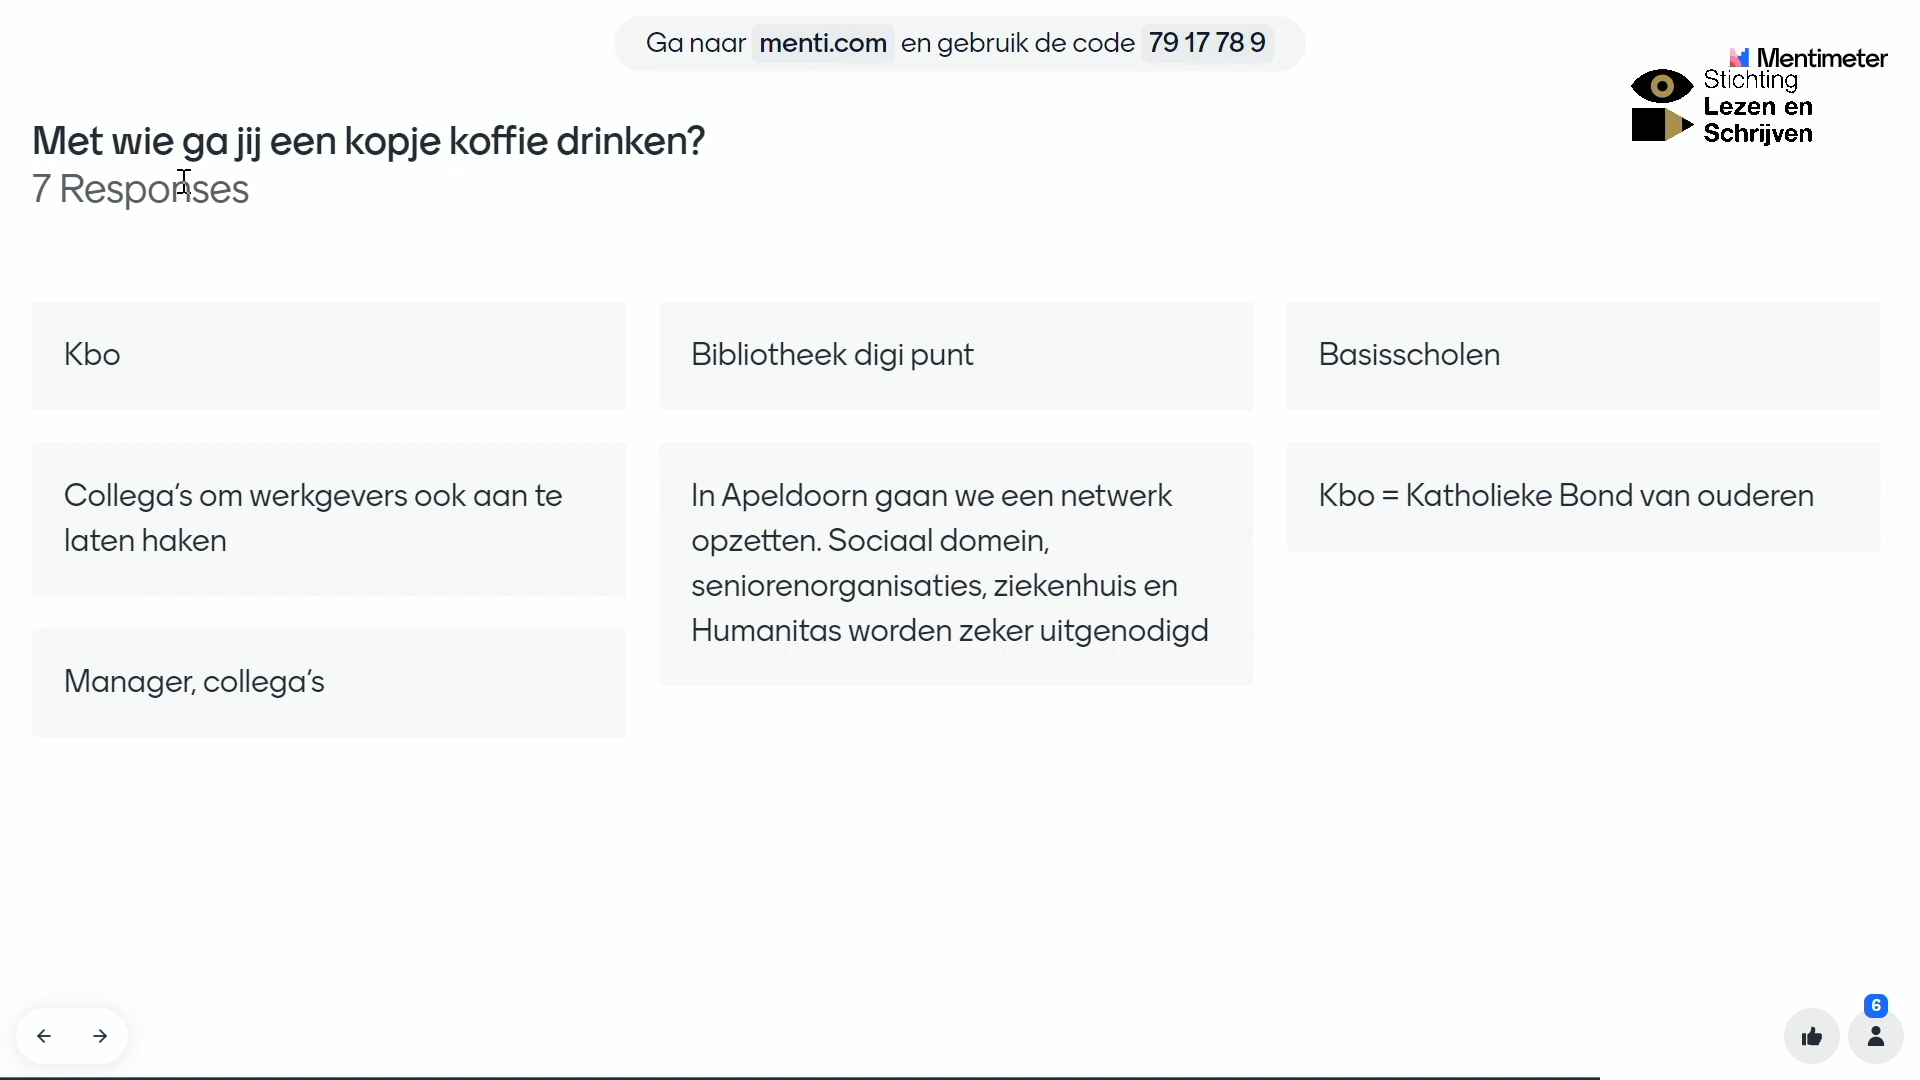 Ga naar menti.com en gebruik de code 79 17 78 9
Mentimeter
Stichting
Lezen en
Schrijven
Met wie ga jij een kopje koffie drinken?
7 Responses
Kbo
Bibliotheek digi punt
Basisscholen
Collega's om werkgevers ook aan te
laten haken
In Apeldoorn gaan we een netwerk
opzetten. Sociaal domein,
seniorenorganisaties, ziekenhuis en
Humanitas worden zeker uitgenodigd
Kbo = Katholieke Bond van ouderen
Manager, collega's
6